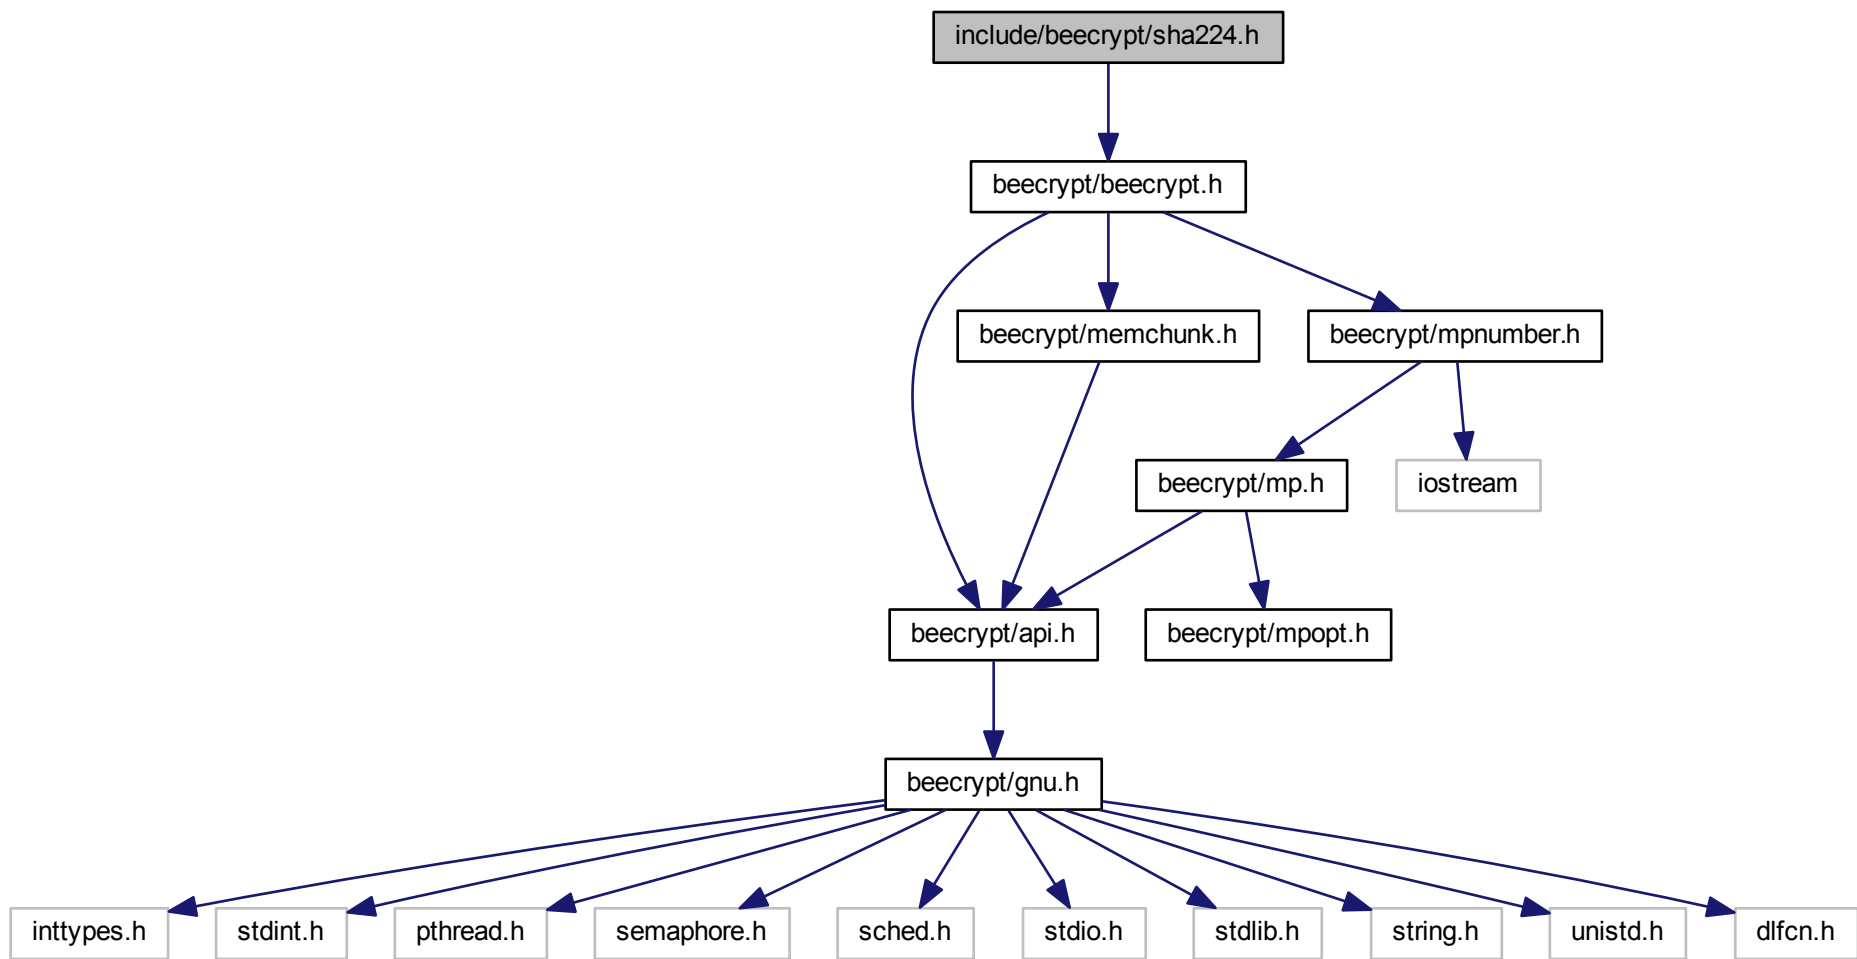 include/beecrypt/sha224.h
beecrypt/beecrypt.h
beecrypt/memchunk.h
beecrypt/mpnumber.h
beecrypt/mp.h
iostream
beecrypt/api.h
beecrypt/mpopt.h
beecrypt/gnu.h
inttypes.h
stdint.h
pthread.h
semaphore.h
sched.h
stdio.h
stdlib.h
string.h
unistd.h
dlfcn.h